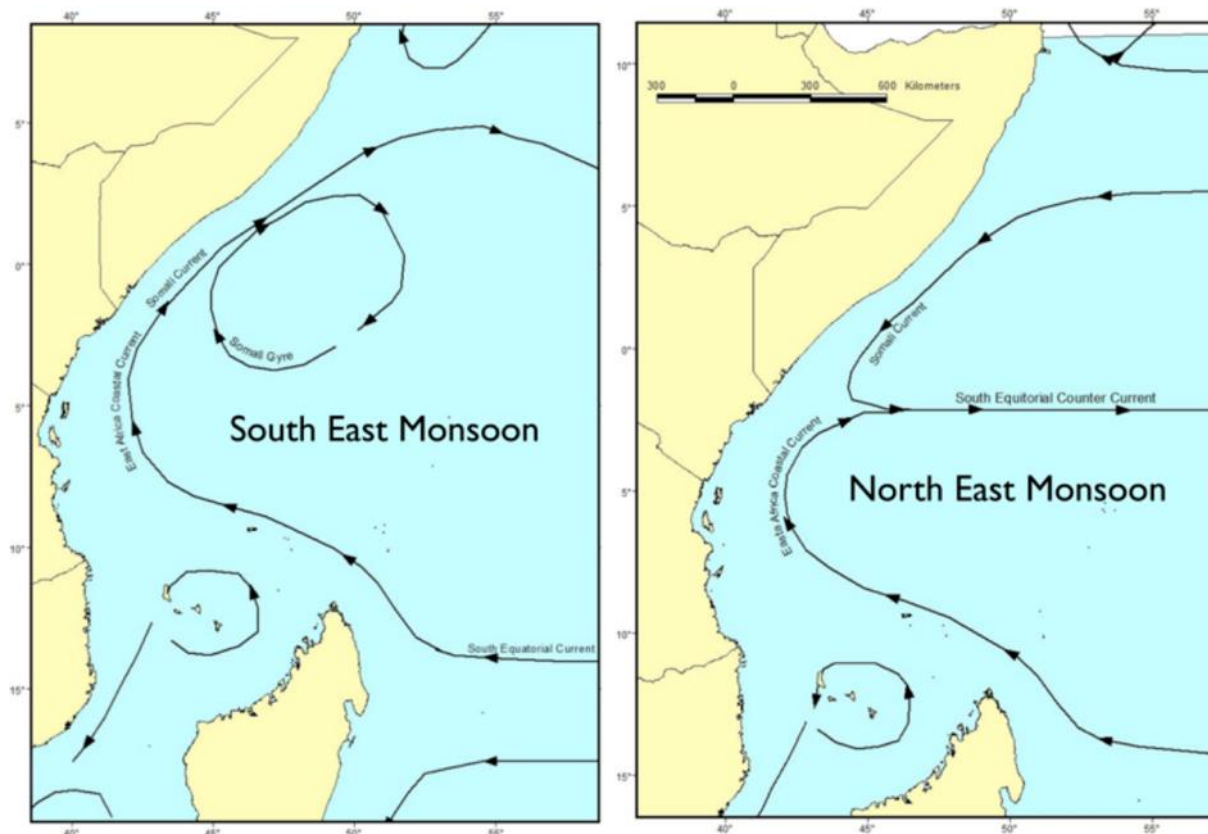 40° 45° 50° 55°
5°
0°
5°
10°
15°
40° 45° 50° 55°
Somali Current
East Africa Coastal Current
Somali Gyre
South East Monsoon
South Equatorial Current
40° 45° 50° 55°
10°
5°
0°
5°
10°
15°
40° 45° 50° 55°
300 0 300 600 Kilometers
Somali Current
South Equitorial Counter Current
Easta Africa Coastal Current
North East Monsoon